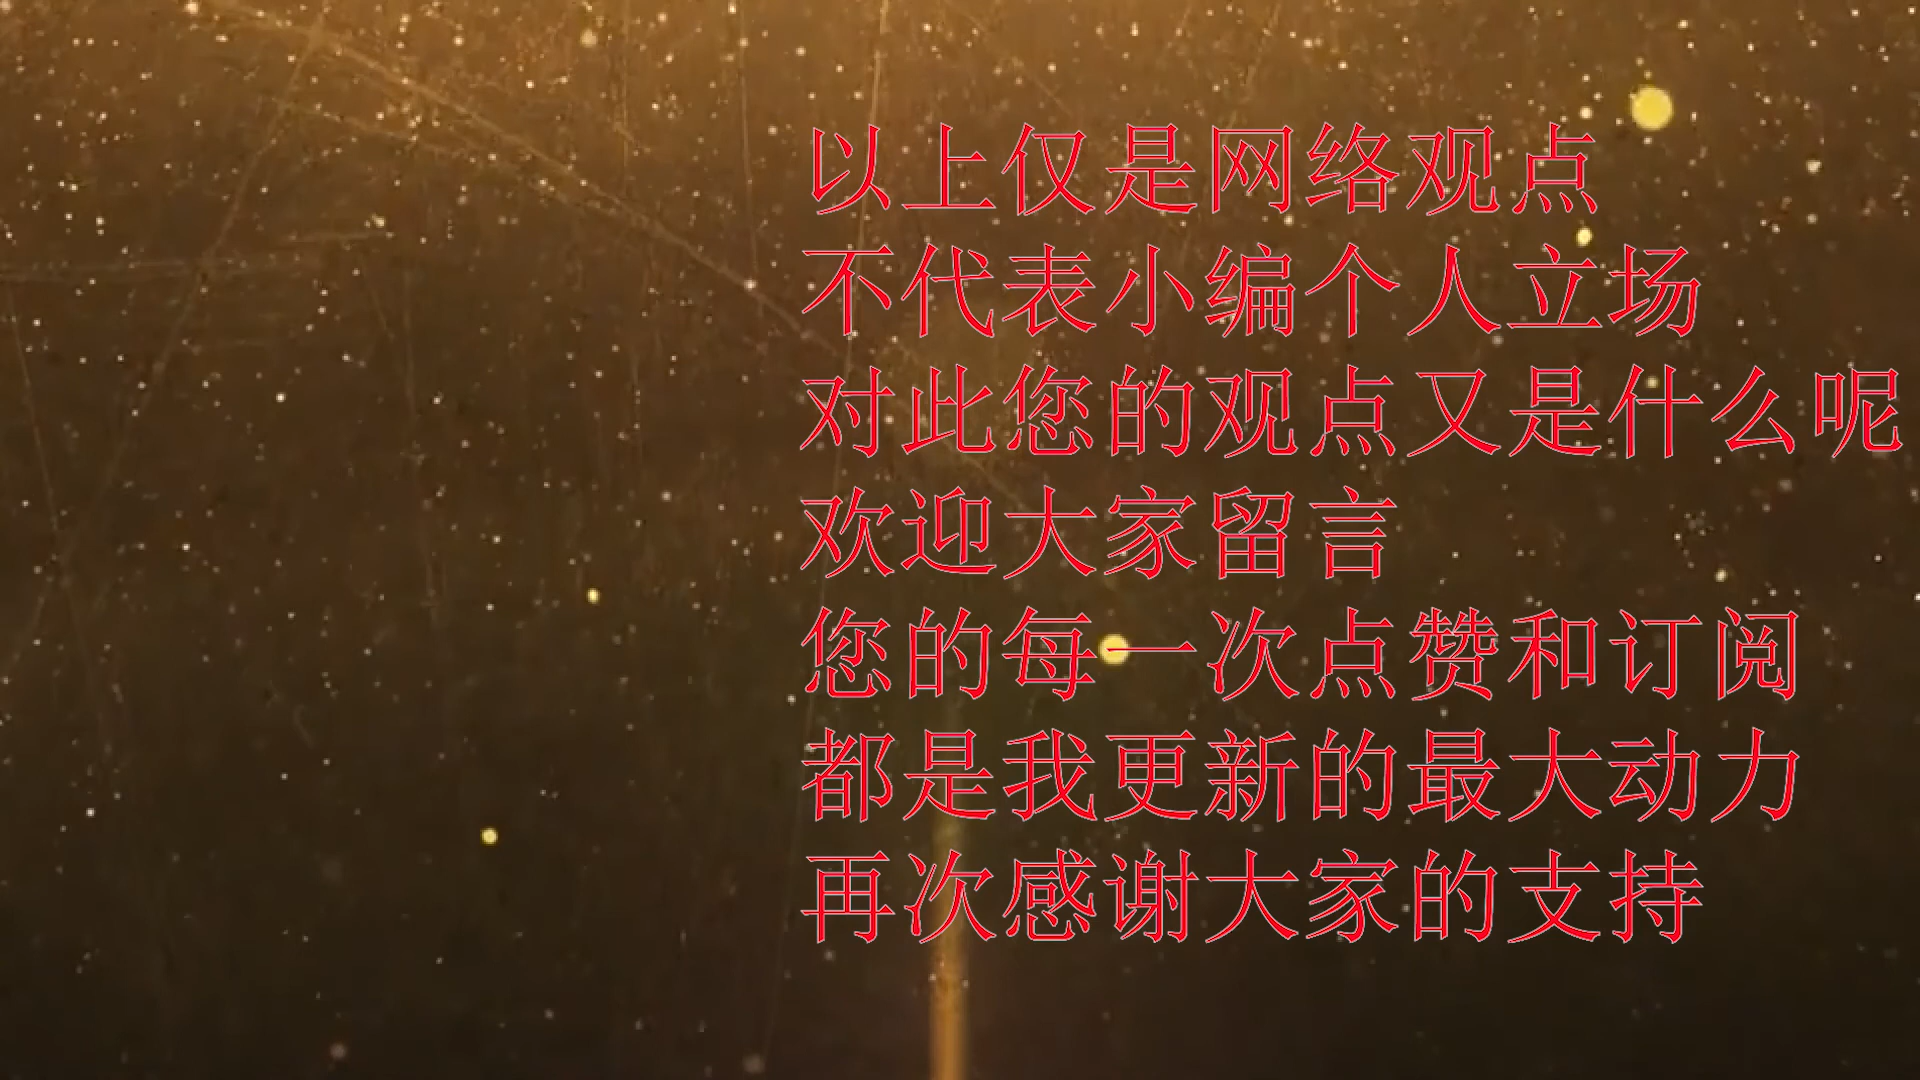 以上仅是网络观点
不代表小编个人立场
对此您的观点又是什么呢
欢迎大家留言
您的每一次点赞和订阅
都是我更新的最大动力
再次感谢大家的支持